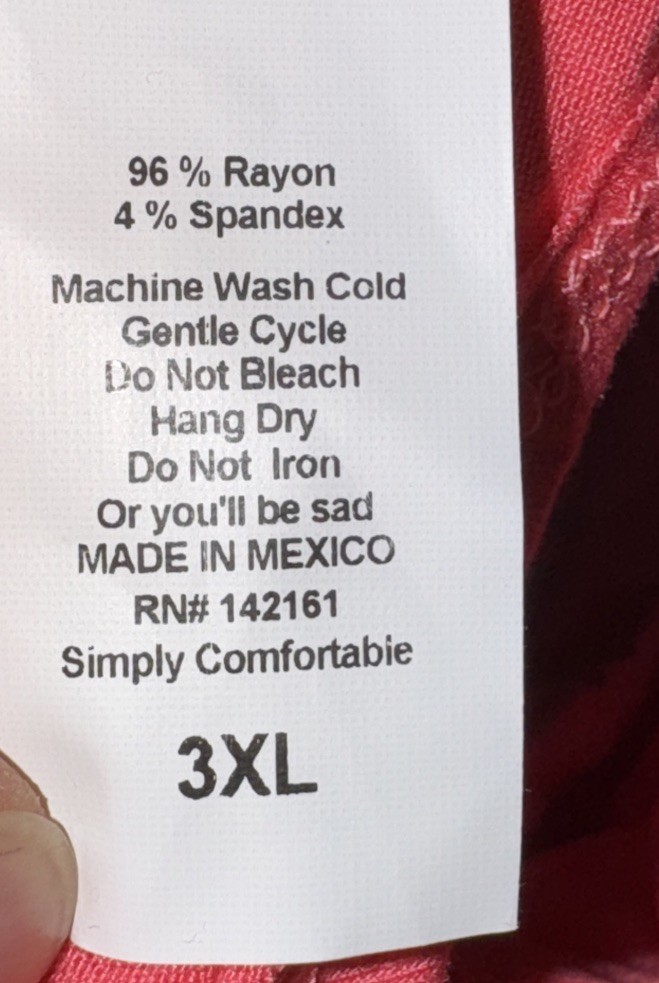 96 % Rayon
4 % Spandex
Machine Wash Cold
Gentle Cycle
Do Not Bleach
Hang Dry
Do Not Iron
Or you'll be sad
MADE IN MEXICO
RN# 142161
Simply Comfortable
3XL